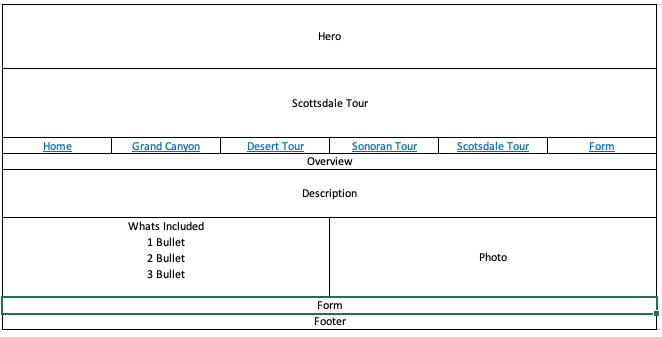 Hero
Scottsdale Tour
Home Grand Canyon Desert Tour Sonoran Tour Scotsdale Tour Form
Overview
Description
Whats Included
1 Bullet
2 Bullet
3 Bullet
Photo
Form
Footer